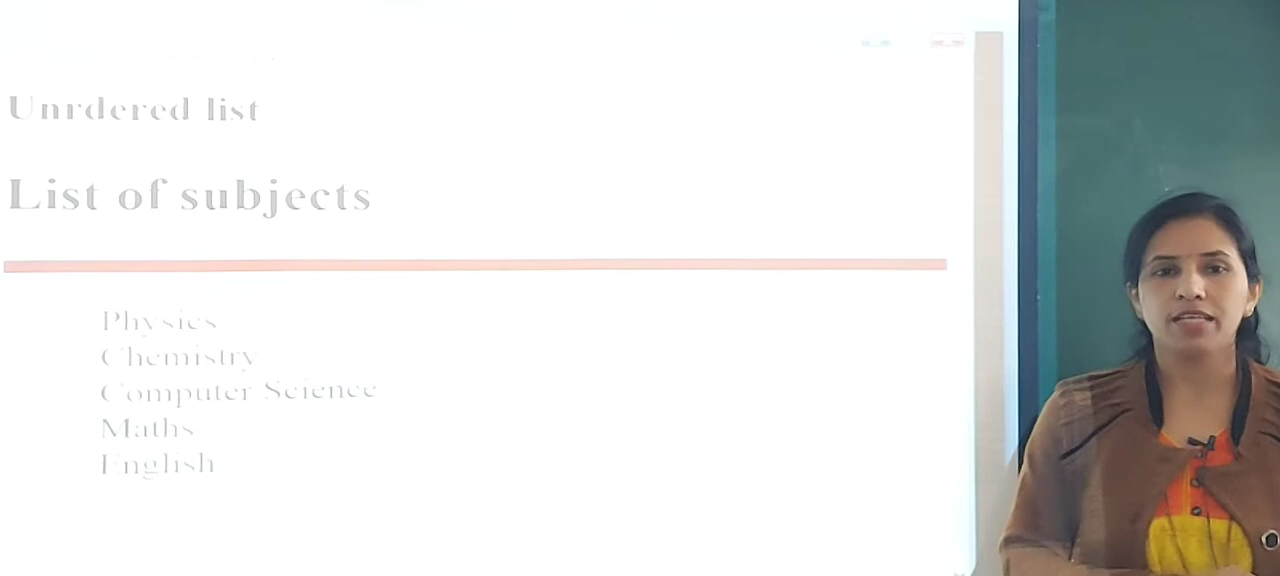 Unrdered list
List of subjects
Physics
Chemistry
Computer Science
Maths
English